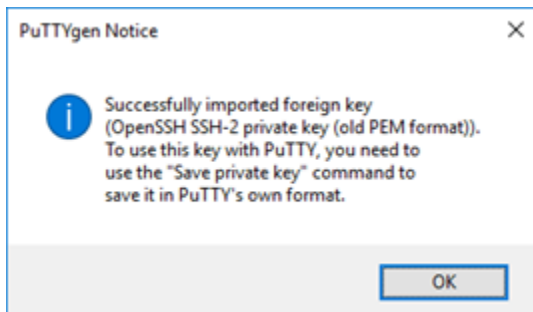 PuTTYgen Notice
Successfully imported foreign key
(OpenSSH SSH-2 private key (old PEM format)).
To use this key with PuTTY, you need to
use the "Save private key" command to
save it in PuTTY's own format.
OK